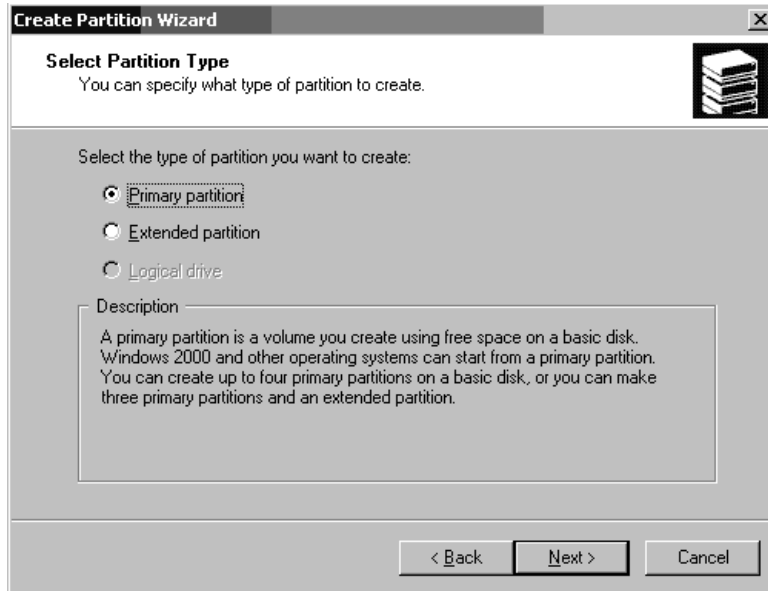 Create Partition Wizard
Select Partition Type
You can specify what type of partition to create.
Select the type of partition you want to create:
Primary partition
Extended partition
Logical drive
Description
A primary partition is a volume you create using free space on a basic disk.
Windows 2000 and other operating systems can start from a primary partition.
You can create up to four primary partitions on a basic disk, or you can make
three primary partitions and an extended partition.
< Back
Next >
Cancel